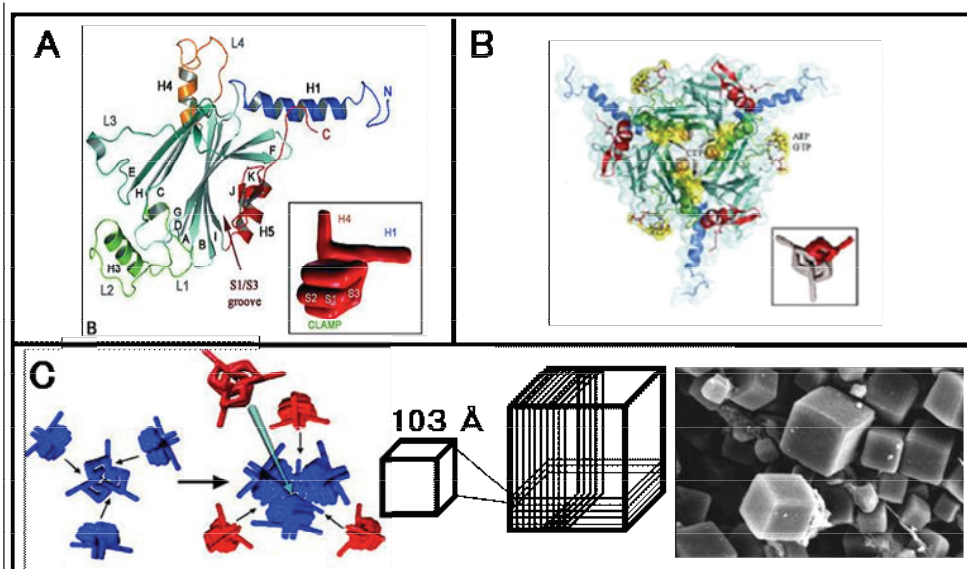 A
L4
H4
H1
N
L3
C
F
E
K
J
H
C
G
D
A
B
I
H5
H3
L2
L1
S1/S3
groove
B
H4
H1
S2 S1 S3
CLAMP
B
ATP
GTP
CTP
C
103 Å